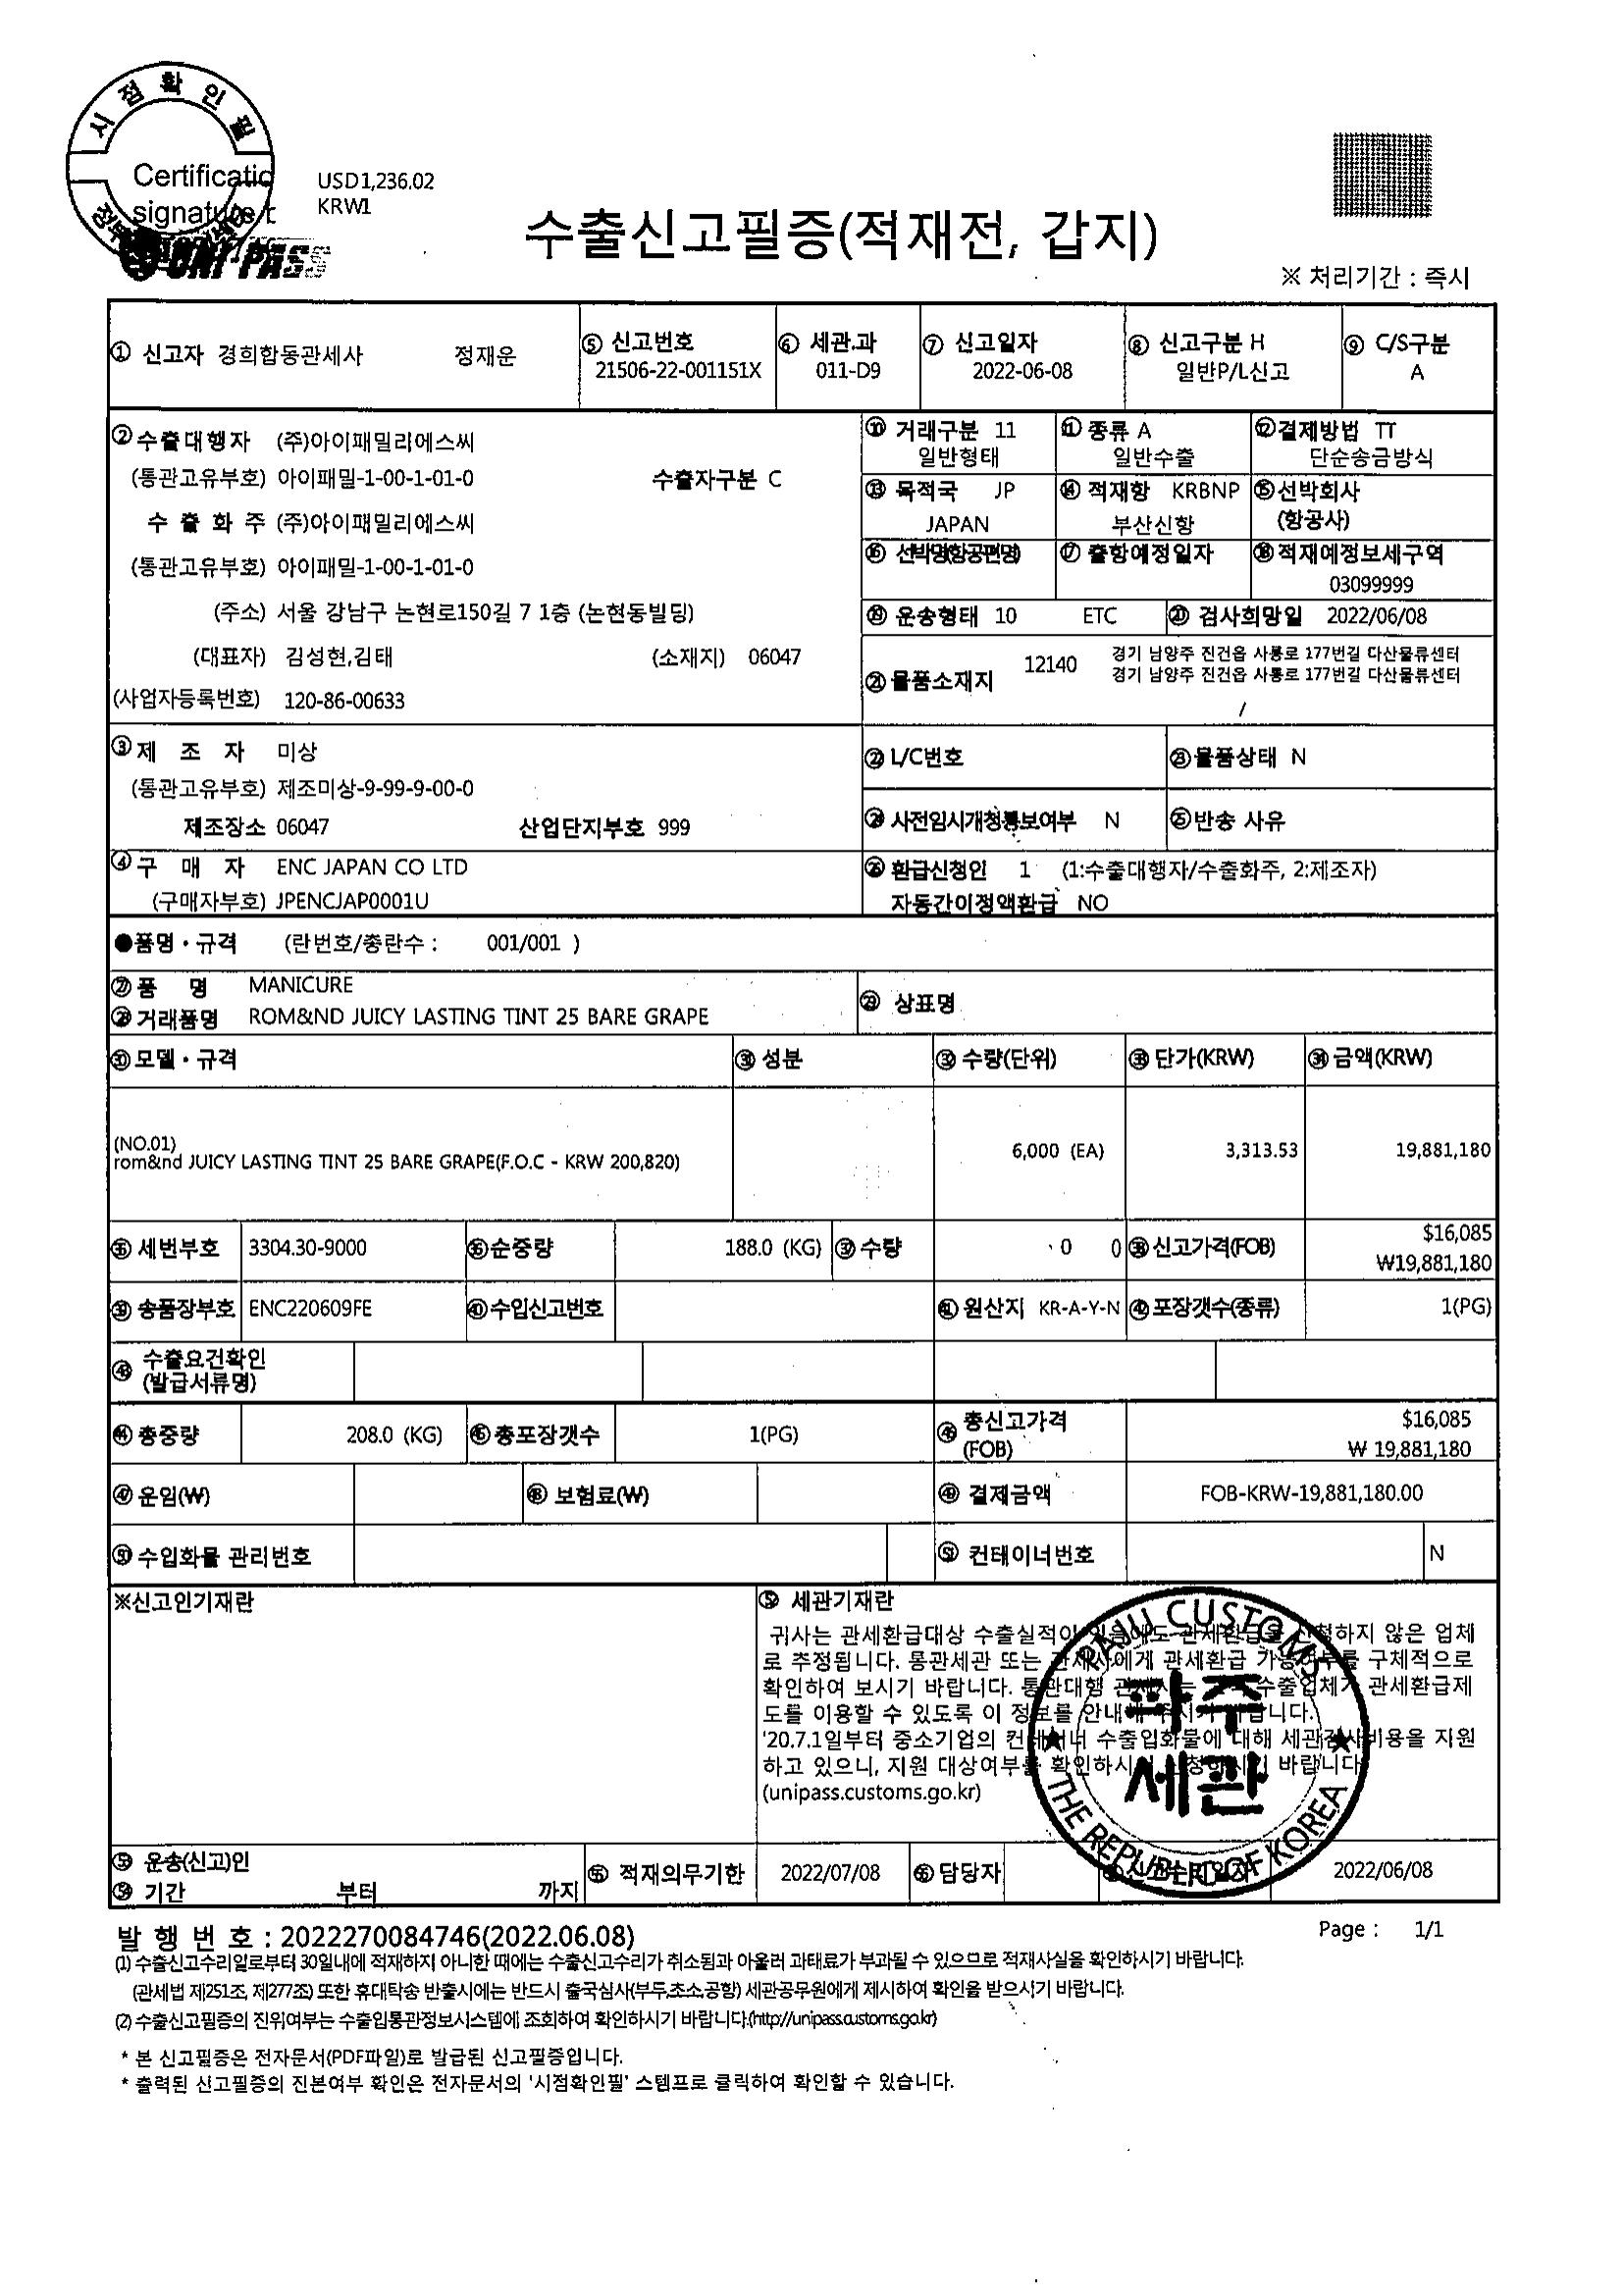 시점확인필
Certificatio
signature
UNI-PASS
USD1,236.02
KRW1
수출신고필증(적재전, 갑지)
※ 처리기간 : 즉시
① 신고자 경희합동관세사 정재운
⑤ 신고번호
21506-22-001151X
⑥ 세관.과
011-D9
⑦ 신고일자
2022-06-08
⑧ 신고구분 H
일반P/L신고
⑨ C/S구분
A
② 수출대행자 (주)아이패밀리에스씨
(통관고유부호) 아이패밀-1-00-1-01-0 수출자구분 C
수 출 화 주 (주)아이패밀리에스씨
(통관고유부호) 아이패밀-1-00-1-01-0
(주소) 서울 강남구 논현로150길 7 1층 (논현동빌딩)
(대표자) 김성현,김태 (소재지) 06047
(사업자등록번호) 120-86-00633
⑩ 거래구분 11
일반형태
⑪ 종류 A
일반수출
⑫ 결제방법 TT
단순송금방식
⑬ 목적국 JP
JAPAN
⑭ 적재항 KRBNP
부산신항
⑮ 선박회사
(항공사)
⑯ 선박명(항공편명)
⑰ 출항예정일자
⑱ 적재예정보세구역
03099999
⑲ 운송형태 10 ETC
⑳ 검사희망일 2022/06/08
㉑ 물품소재지 12140
경기 남양주 진건읍 사릉로 177번길 다산물류센터
경기 남양주 진건읍 사릉로 177번길 다산물류센터
/
③ 제 조 자 미상
(통관고유부호) 제조미상-9-99-9-00-0
제조장소 06047 산업단지부호 999
㉒ L/C번호
㉓ 물품상태 N
㉔ 사전임시개청통보여부 N
㉕ 반송 사유
④ 구 매 자 ENC JAPAN CO LTD
(구매자부호) JPENCJAP0001U
㉖ 환급신청인 1 (1:수출대행자/수출화주, 2:제조자)
자동간이정액환급 NO
●품명・규격 (란번호/총란수 : 001/001 )
㉗ 품 명 MANICURE
㉘ 거래품명 ROM&ND JUICY LASTING TINT 25 BARE GRAPE
㉙ 상표명
㉚ 모델・규격
㉛ 성분
㉜ 수량(단위)
㉝ 단가(KRW)
㉞ 금액(KRW)
(NO.01)
rom&nd JUICY LASTING TINT 25 BARE GRAPE(F.O.C - KRW 200,820)
6,000 (EA)
3,313.53
19,881,180
㉟ 세번부호 3304.30-9000
㊱ 순중량 188.0 (KG)
㊲ 수량 0 0
㊳ 신고가격(FOB)
$16,085
₩19,881,180
㊴ 송품장부호 ENC220609FE
㊵ 수입신고번호
㊶ 원산지 KR-A-Y-N
㊷ 포장갯수(종류) 1(PG)
㊸ 수출요건확인
(발급서류명)
㊹ 총중량 208.0 (KG)
㊺ 총포장갯수 1(PG)
㊻ 총신고가격
(FOB)
$16,085
₩ 19,881,180
㊼ 운임(₩)
㊽ 보험료(₩)
㊾ 결제금액 FOB-KRW-19,881,180.00
㊿ 수입화물 관리번호
컨테이너번호 N
※신고인기재란
세관기재란
귀사는 관세환급대상 수출실적이 있음에도 관세환급을 신청하지 않은 업체
로 추정됩니다. 통관세관 또는 관세사에게 관세환급 가능여부를 구체적으로
확인하여 보시기 바랍니다. 통관대행 관세사는 수출업체가 관세환급제
도를 이용할 수 있도록 이 정보를 안내해 주시기 바랍니다.
'20.7.1일부터 중소기업의 컨테이너 수출입화물에 대해 세관검사비용을 지원
하고 있으니, 지원 대상여부를 확인하시고 신청하시기 바랍니다
(unipass.customs.go.kr)
PAJU CUSTOMS
파주
세관
THE REPUBLIC OF KOREA
운송(신고)인
기간 부터 까지
적재의무기한 2022/07/08
담당자
신고수리일자 2022/06/08
발 행 번 호 : 2022270084746(2022.06.08)
Page : 1/1
(1) 수출신고수리일로부터 30일내에 적재하지 아니한 때에는 수출신고수리가 취소됨과 아울러 과태료가 부과될 수 있으므로 적재사실을 확인하시기 바랍니다.
(관세법 제251조, 제277조) 또한 휴대탁송 반출시에는 반드시 출국심사(부두,초소,공항) 세관공무원에게 제시하여 확인을 받으시기 바랍니다.
(2) 수출신고필증의 진위여부는 수출입통관정보시스템에 조회하여 확인하시기 바랍니다.(http://unipass.customs.go.kr)
* 본 신고필증은 전자문서(PDF파일)로 발급된 신고필증입니다.
* 출력된 신고필증의 진본여부 확인은 전자문서의 '시점확인필' 스탬프로 클릭하여 확인할 수 있습니다.